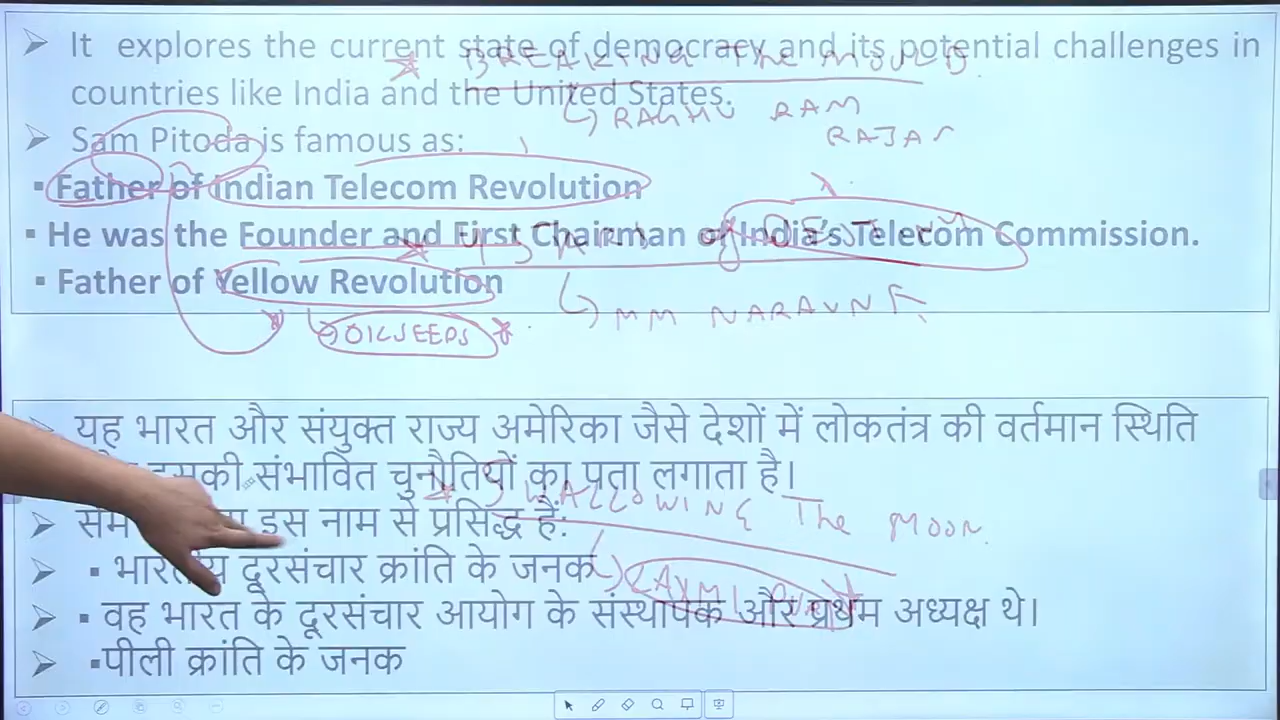 It explores the current state of democracy and its potential challenges in
BREAKING The MOULD
countries like India and the United States.
RAGHU RAM
RAJAN
Sam Pitoda is famous as:
Father of Indian Telecom Revolution
He was the Founder and First Chairman of India's Telecom Commission.
Father of Yellow Revolution
MM NARAVNE
OILSEEDS
यह भारत और संयुक्त राज्य अमेरिका जैसे देशों में लोकतंत्र की वर्तमान स्थिति
इसकी संभावित चुनौतियों का पता लगाता है।
SWALLOWING The MOON
इस नाम से प्रसिद्ध हैं:
भारतीय दूरसंचार क्रांति के जनक
LAXMI
वह भारत के दूरसंचार आयोग के संस्थापक और प्रथम अध्यक्ष थे।
पीली क्रांति के जनक